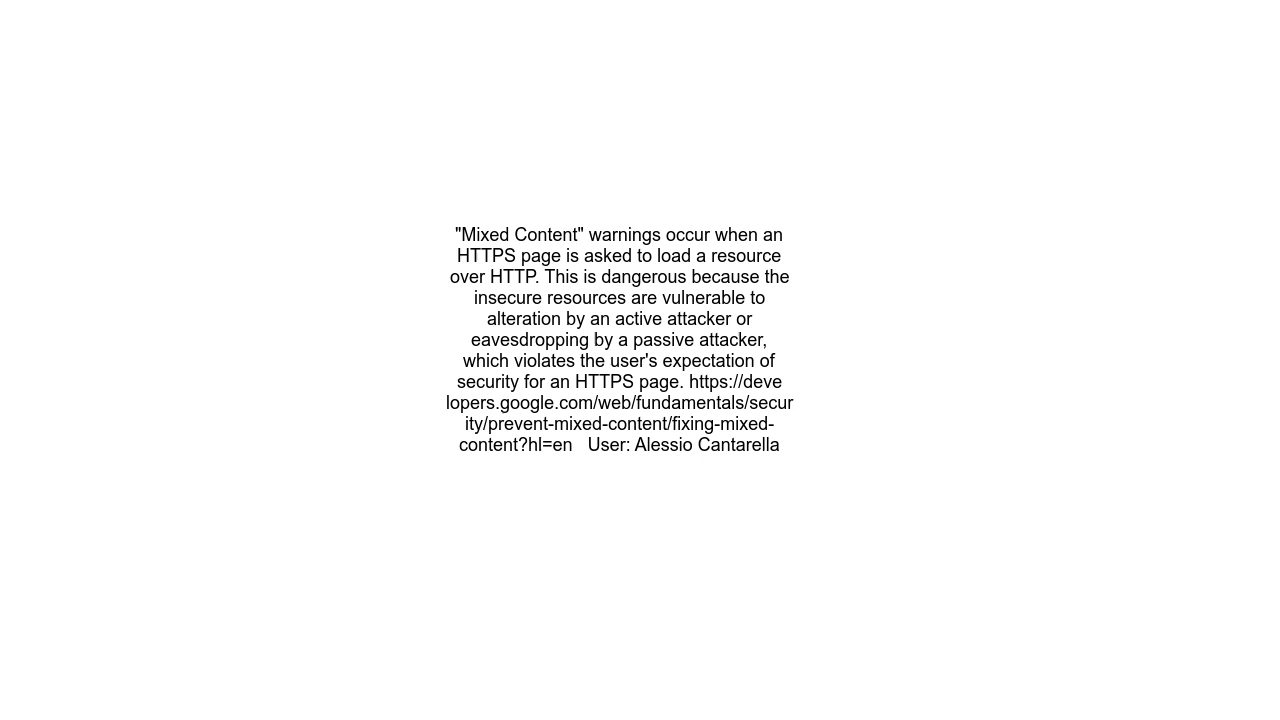 "Mixed Content" warnings occur when an
HTTPS page is asked to load a resource
over HTTP. This is dangerous because the
insecure resources are vulnerable to
alteration by an active attacker or
eavesdropping by a passive attacker,
which violates the user's expectation of
security for an HTTPS page. https://deve
lopers.google.com/web/fundamentals/secur
ity/prevent-mixed-content/fixing-mixed-
content?hl=en   User: Alessio Cantarella